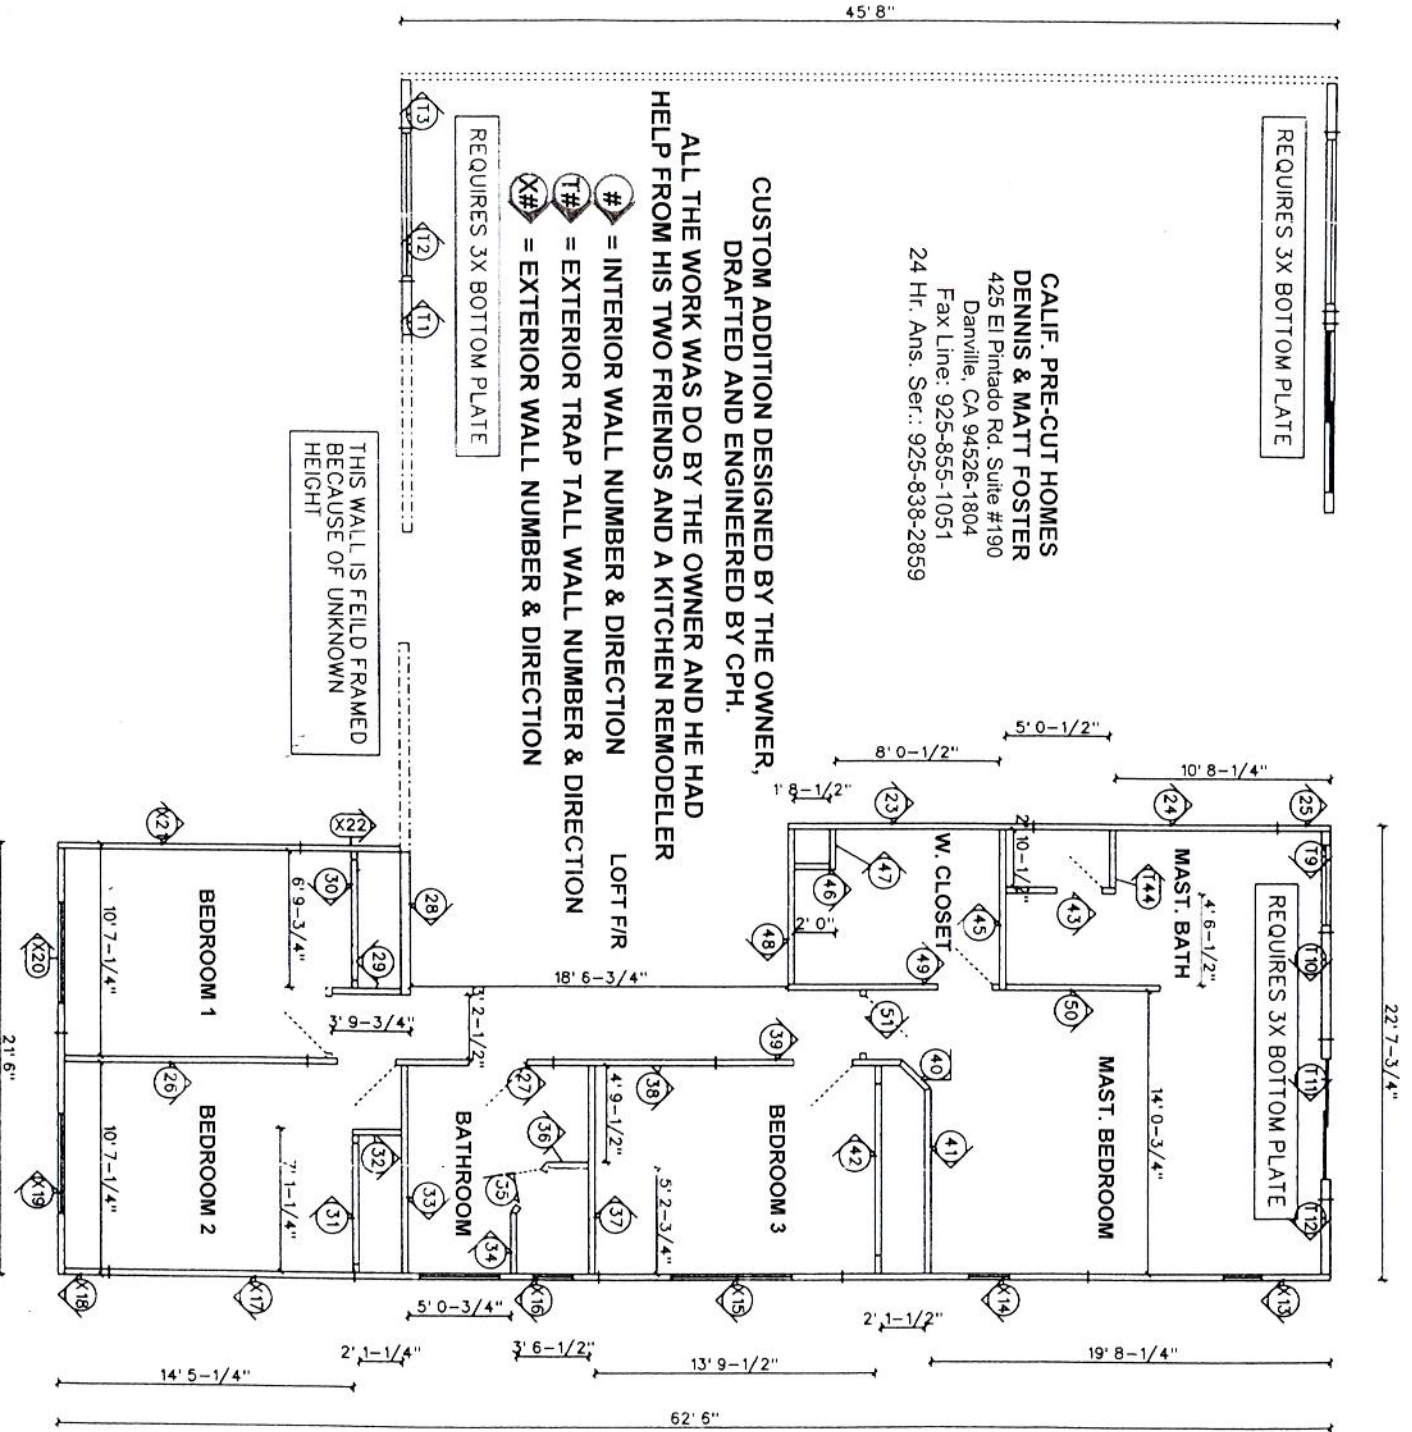 45' 8"
REQUIRES 3X BOTTOM PLATE
CALIF. PRE-CUT HOMES
DENNIS & MATT FOSTER
425 El Pintado Rd. Suite #190
Danville, CA 94526-1804
Fax Line: 925-855-1051
24 Hr. Ans. Ser.: 925-838-2859
CUSTOM ADDITION DESIGNED BY THE OWNER,
DRAFTED AND ENGINEERED BY CPH.
ALL THE WORK WAS DO BY THE OWNER AND HE HAD
HELP FROM HIS TWO FRIENDS AND A KITCHEN REMODELER
# = INTERIOR WALL NUMBER & DIRECTION
T# = EXTERIOR TRAP TALL WALL NUMBER & DIRECTION
X# = EXTERIOR WALL NUMBER & DIRECTION
REQUIRES 3X BOTTOM PLATE
T3
T2
T1
THIS WALL IS FEILD FRAMED
BECAUSE OF UNKNOWN
HEIGHT
LOFT F/R
5' 0-1/2"
8' 0-1/2"
10' 8-1/4"
1' 8-1/2"
23
24
25
T9
22' 7-3/4"
2' 10-1/2"
W. CLOSET
47
46
MAST. BATH
T44
43
4' 6-1/2"
45
2' 0"
48
49
REQUIRES 3X BOTTOM PLATE
T10
T11
T12
X21
X22
30
28
29
6' 9-3/4"
BEDROOM 1
10' 7-1/4"
X20
18' 6-3/4"
3' 9-3/4"
3' 2-1/2"
51
50
39
40
14' 0-3/4"
MAST. BEDROOM
26
27
38
4' 9-1/2"
21' 6"
BEDROOM 2
10' 7-1/4"
7' 1-1/4"
32
31
BATHROOM
36
35
33
34
37
5' 2-3/4"
BEDROOM 3
42
41
X19
X18
X17
X16
X15
X14
X13
5' 0-3/4"
2' 1-1/2"
2' 1-1/4"
3' 6-1/2"
13' 9-1/2"
19' 8-1/4"
14' 5-1/4"
62' 6"